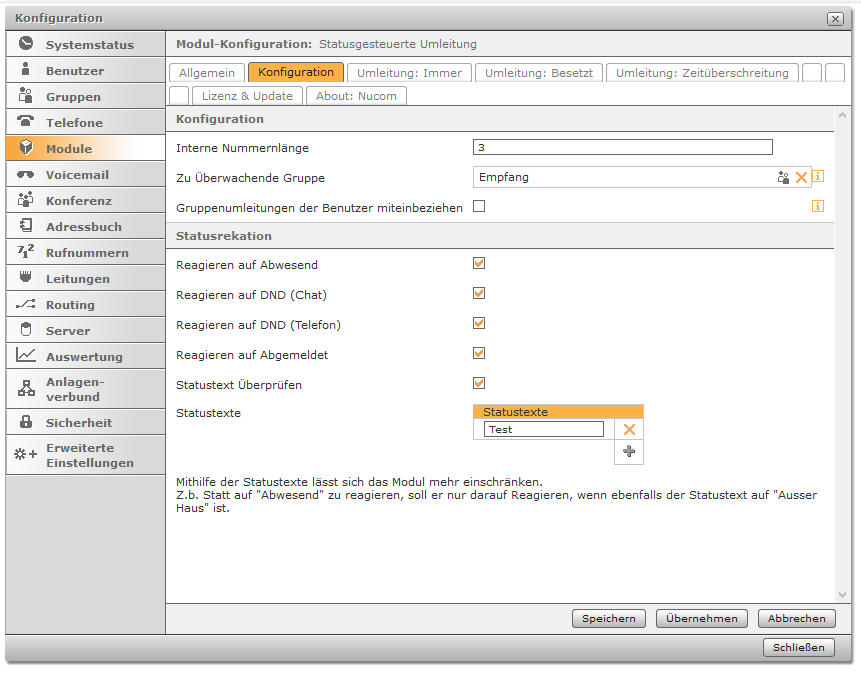 Konfiguration
Systemstatus
Benutzer
Gruppen
Telefone
Module
Voicemail
Konferenz
Adressbuch
Rufnummern
Leitungen
Routing
Server
Auswertung
Anlagen-
verbund
Sicherheit
Erweiterte
Einstellungen
Modul-Konfiguration: Statusgesteuerte Umleitung
Allgemein Konfiguration Umleitung: Immer Umleitung: Besetzt Umleitung: Zeitüberschreitung
Lizenz & Update About: Nucom
Konfiguration
Interne Nummernlänge 3
Zu Überwachende Gruppe Empfang
Gruppenumleitungen der Benutzer miteinbeziehen
Statusrekation
Reagieren auf Abwesend
Reagieren auf DND (Chat)
Reagieren auf DND (Telefon)
Reagieren auf Abgemeldet
Statustext Überprüfen
Statustexte Statustexte
Test
Mithilfe der Statustexte lässt sich das Modul mehr einschränken.
Z.b. Statt auf "Abwesend" zu reagieren, soll er nur darauf Reagieren, wenn ebenfalls der Statustext auf "Ausser
Haus" ist.
Speichern Übernehmen Abbrechen
Schließen